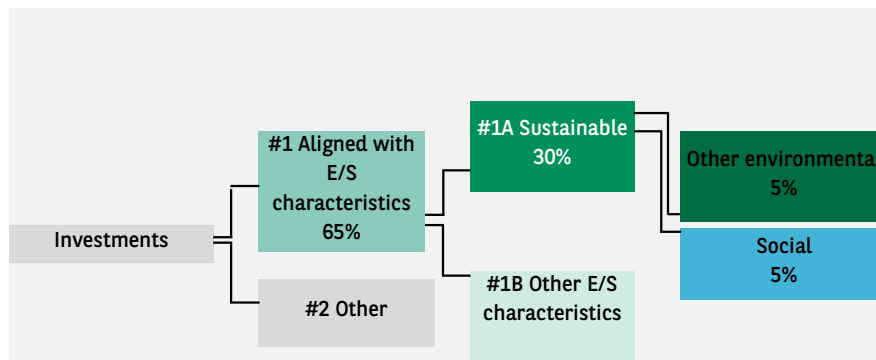 Investments
#1 Aligned with
E/S
characteristics
65%
#2 Other
#1A Sustainable
30%
#1B Other E/S
characteristics
Other environmenta
5%
Social
5%